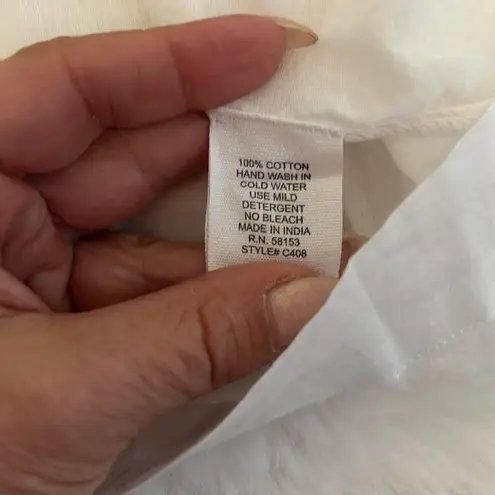 100% COTTON
HAND WASH IN
COLD WATER
USE MILD
DETERGENT
NO BLEACH
MADE IN INDIA
R.N. 58153
STYLE# C408